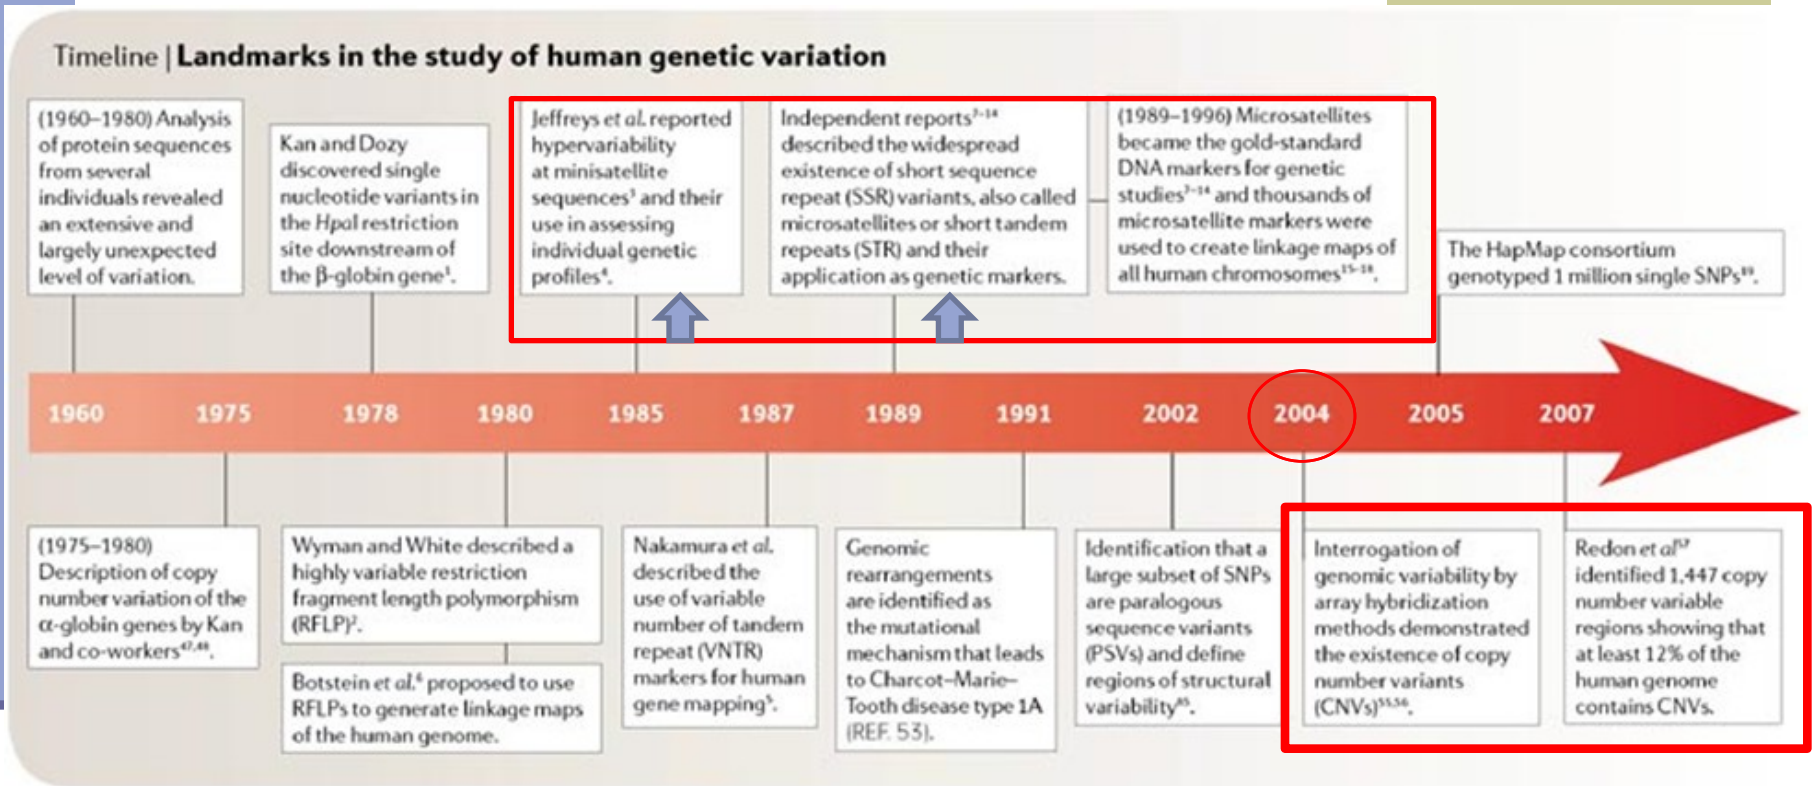 Timeline | Landmarks in the study of human genetic variation
(1960–1980) Analysis
of protein sequences
from several
individuals revealed
an extensive and
largely unexpected
level of variation.
Kan and Dozy
discovered single
nucleotide variants in
the HpaI restriction
site downstream of
the β-globin gene¹.
Jeffreys et al. reported
hypervariability
at minisatellite
sequences³ and their
use in assessing
individual genetic
profiles⁴.
Independent reports⁷⁻¹⁴
described the widespread
existence of short sequence
repeat (SSR) variants, also called
microsatellites or short tandem
repeats (STR) and their
application as genetic markers.
(1989–1996) Microsatellites
became the gold-standard
DNA markers for genetic
studies⁷⁻¹⁴ and thousands of
microsatellite markers were
used to create linkage maps of
all human chromosomes¹⁵⁻¹⁸.
The HapMap consortium
genotyped 1 million single SNPs⁸⁹.
1960 1975 1978 1980 1985 1987 1989 1991 2002 2004 2005 2007
(1975–1980)
Description of copy
number variation of the
α-globin genes by Kan
and co-workers⁴⁷,⁴⁸.
Wyman and White described a
highly variable restriction
fragment length polymorphism
(RFLP)².
Botstein et al.⁶ proposed to use
RFLPs to generate linkage maps
of the human genome.
Nakamura et al.
described the
use of variable
number of tandem
repeat (VNTR)
markers for human
gene mapping⁵.
Genomic
rearrangements
are identified as
the mutational
mechanism that leads
to Charcot–Marie–
Tooth disease type 1A
(REF. 53).
Identification that a
large subset of SNPs
are paralogous
sequence variants
(PSVs) and define
regions of structural
variability⁸⁵.
Interrogation of
genomic variability by
array hybridization
methods demonstrated
the existence of copy
number variants
(CNVs)⁵⁵,⁵⁶.
Redon et al⁵⁷
identified 1,447 copy
number variable
regions showing that
at least 12% of the
human genome
contains CNVs.